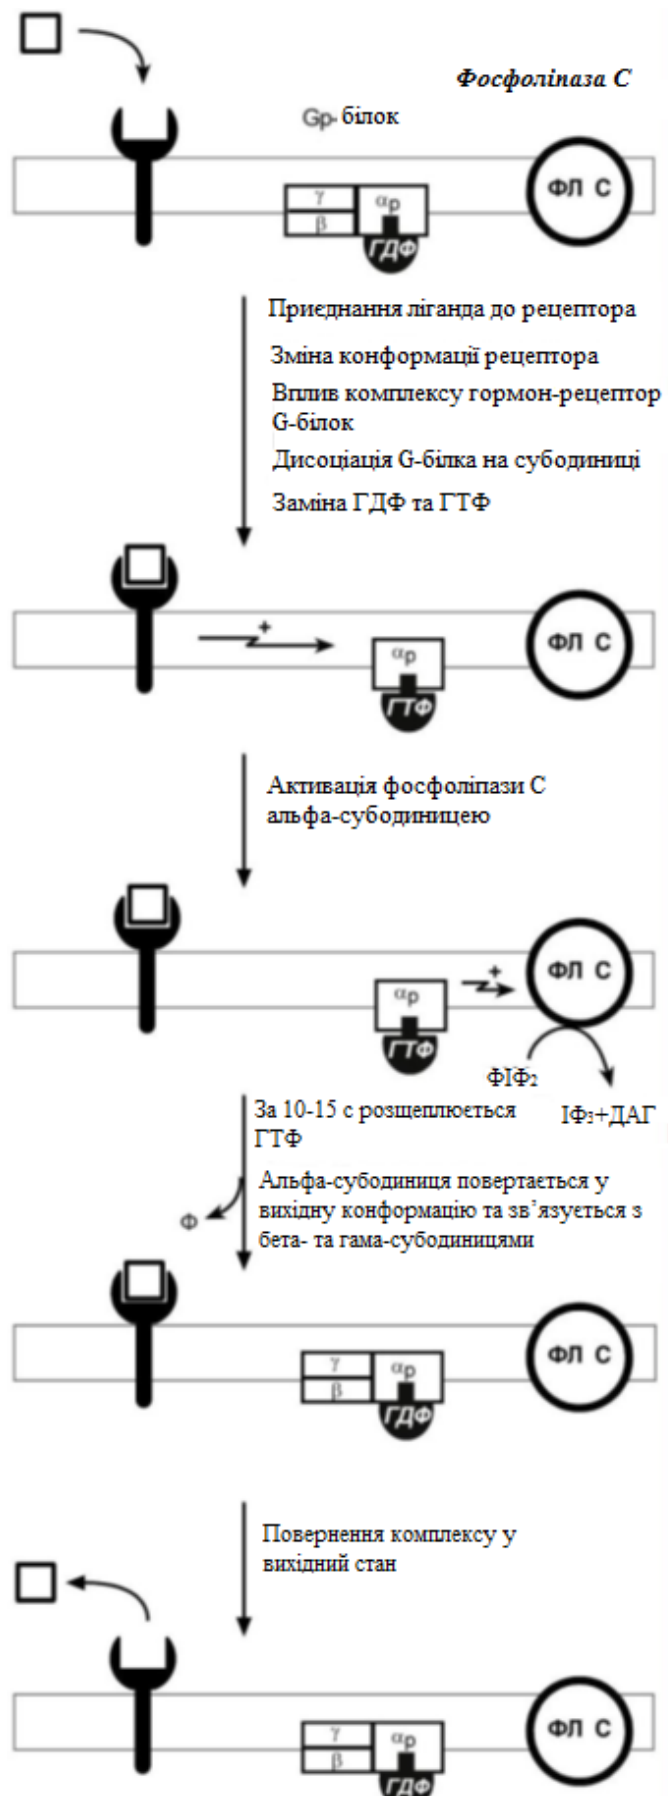 Фосфоліпаза С
Gp- білок
ФЛ С
γ
αp
β
ГДФ
Приєднання ліганда до рецептора
Зміна конформації рецептора
Вплив комплексу гормон-рецептор
G-білок
Дисоціація G-білка на субодиниці
Заміна ГДФ та ГТФ
+
αp
ФЛ С
ГТФ
Активація фосфоліпази С
альфа-субодиницею
+
ФЛ С
αp
ГТФ
ФІФ₂
ІФ₃+ДАГ
За 10-15 с розщеплюється
ГТФ
Альфа-субодиниця повертається у
вихідну конформацію та зв’язується з
бета- та гама-субодиницями
Ф
ФЛ С
γ
αp
β
ГДФ
Повернення комплексу у
вихідний стан
ФЛ С
γ
αp
β
ГДФ